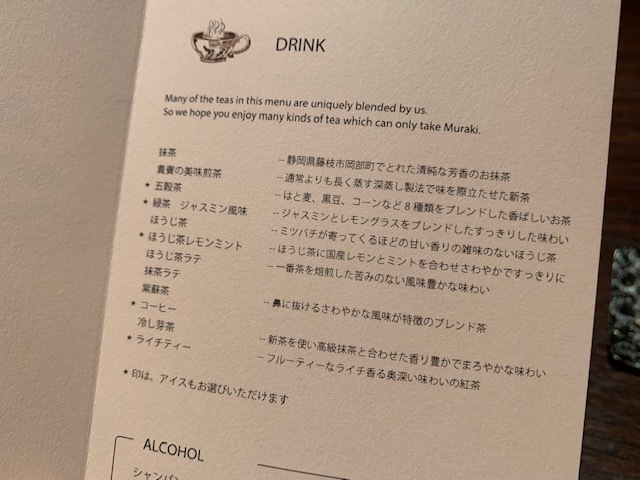 DRINK
Many of the teas in this menu are uniquely blended by us.
So we hope you enjoy many kinds of tea which can only take Muraki.
抹茶 – 静岡県藤枝市岡部町でとれた清純な芳香のお抹茶
貴賓の美味煎茶 – 通常よりも長く蒸す深蒸し製法で味を際立たせた新茶
* 五穀茶 – はと麦、黒豆、コーンなど8種類をブレンドした香ばしいお茶
* 緑茶 ジャスミン風味 – ジャスミンとレモングラスをブレンドしたすっきりした味わい
ほうじ茶 – ミツバチが寄ってくるほどの甘い香りの雑味のないほうじ茶
* ほうじ茶レモンミント – ほうじ茶に国産レモンとミントを合わせさわやかですっきりに
ほうじ茶ラテ – 一番茶を焙煎した苦みのない風味豊かな味わい
抹茶ラテ
紫蘇茶 – 鼻に抜けるさわやかな風味が特徴のブレンド茶
* コーヒー
冷し芽茶 – 新茶を使い高級抹茶と合わせた香り豊かでまろやかな味わい
* ライチティー – フルーティーなライチ香る奥深い味わいの紅茶
* 印は、アイスもお選びいただけます
ALCOHOL
シャンパン